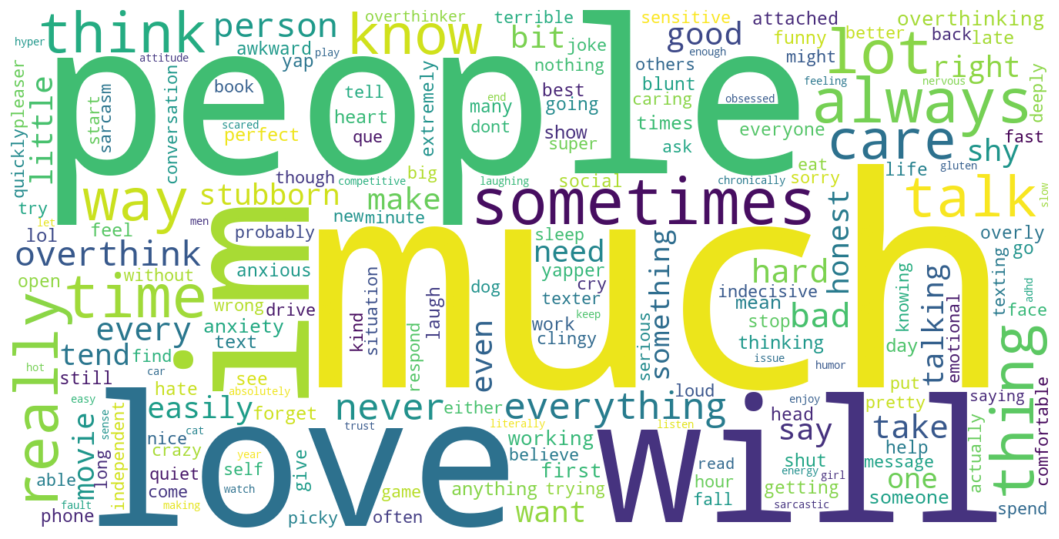 hyper think person overthinker terrible bit joke sensitive attached overthinking
attitude awkward yap play know nothing good funny might better back late
people others enough lot right deeply
quickly pleaser little start sarcasm conversation book tell heart que perfect extremely many end dont best going show super caring times ask blunt feeling obsessed everyone nervous always
scared care shy fast
way stubborn though competitive big make laughing social chronically eat sorry life talk slow
try let men new minute sometimes
lol feel probably im much sleep need something honest overly go texting adhd
overthink anxious yapper hard indecisive face
open without wrong kind situation laugh dog texter cry mean bad knowing talking emotional
really time drive work keep clingy stop thinking day thing
every anxiety text respond even serious issue humor
tend find see
hot still car hate absolutely loud put
easy movie easily forget never either everything enjoy head pretty saying
sense long nice cat love trust literally listen will say take comfortable
able crazy independent quiet self year give working believe first read hour shut help message actually
come watch game anything trying fall energy girl getting one someone
phone fault making picky often want sarcastic spend